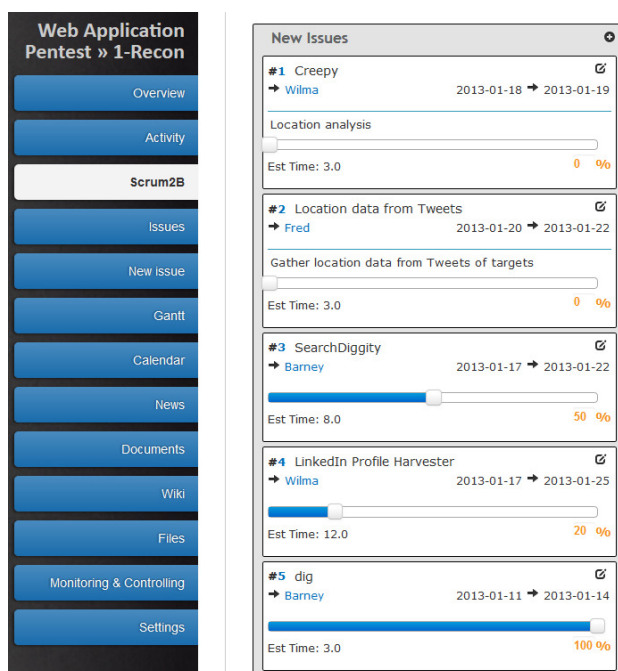 Web Application
Pentest » 1-Recon
Overview
Activity
Scrum2B
Issues
New issue
Gantt
Calendar
News
Documents
Wiki
Files
Monitoring & Controlling
Settings
New Issues
#1 Creepy
➔ Wilma 2013-01-18 ➔ 2013-01-19
Location analysis
Est Time: 3.0 0 %
#2 Location data from Tweets
➔ Fred 2013-01-20 ➔ 2013-01-22
Gather location data from Tweets of targets
Est Time: 3.0 0 %
#3 SearchDiggity
➔ Barney 2013-01-17 ➔ 2013-01-22
Est Time: 8.0 50 %
#4 LinkedIn Profile Harvester
➔ Wilma 2013-01-17 ➔ 2013-01-25
Est Time: 12.0 20 %
#5 dig
➔ Barney 2013-01-11 ➔ 2013-01-14
Est Time: 3.0 100 %